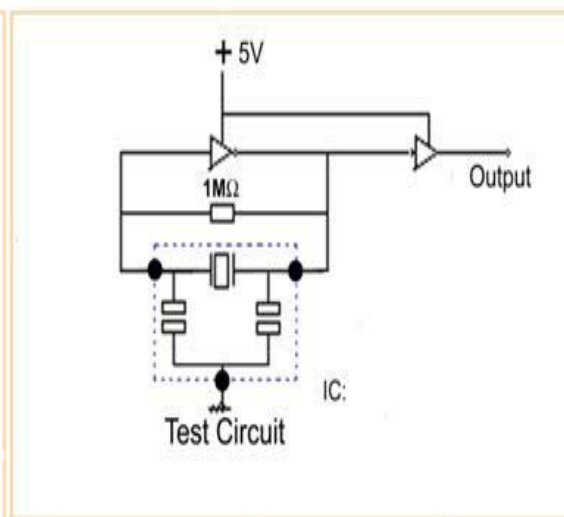 + 5V
1MΩ
Output
IC:
Test Circuit